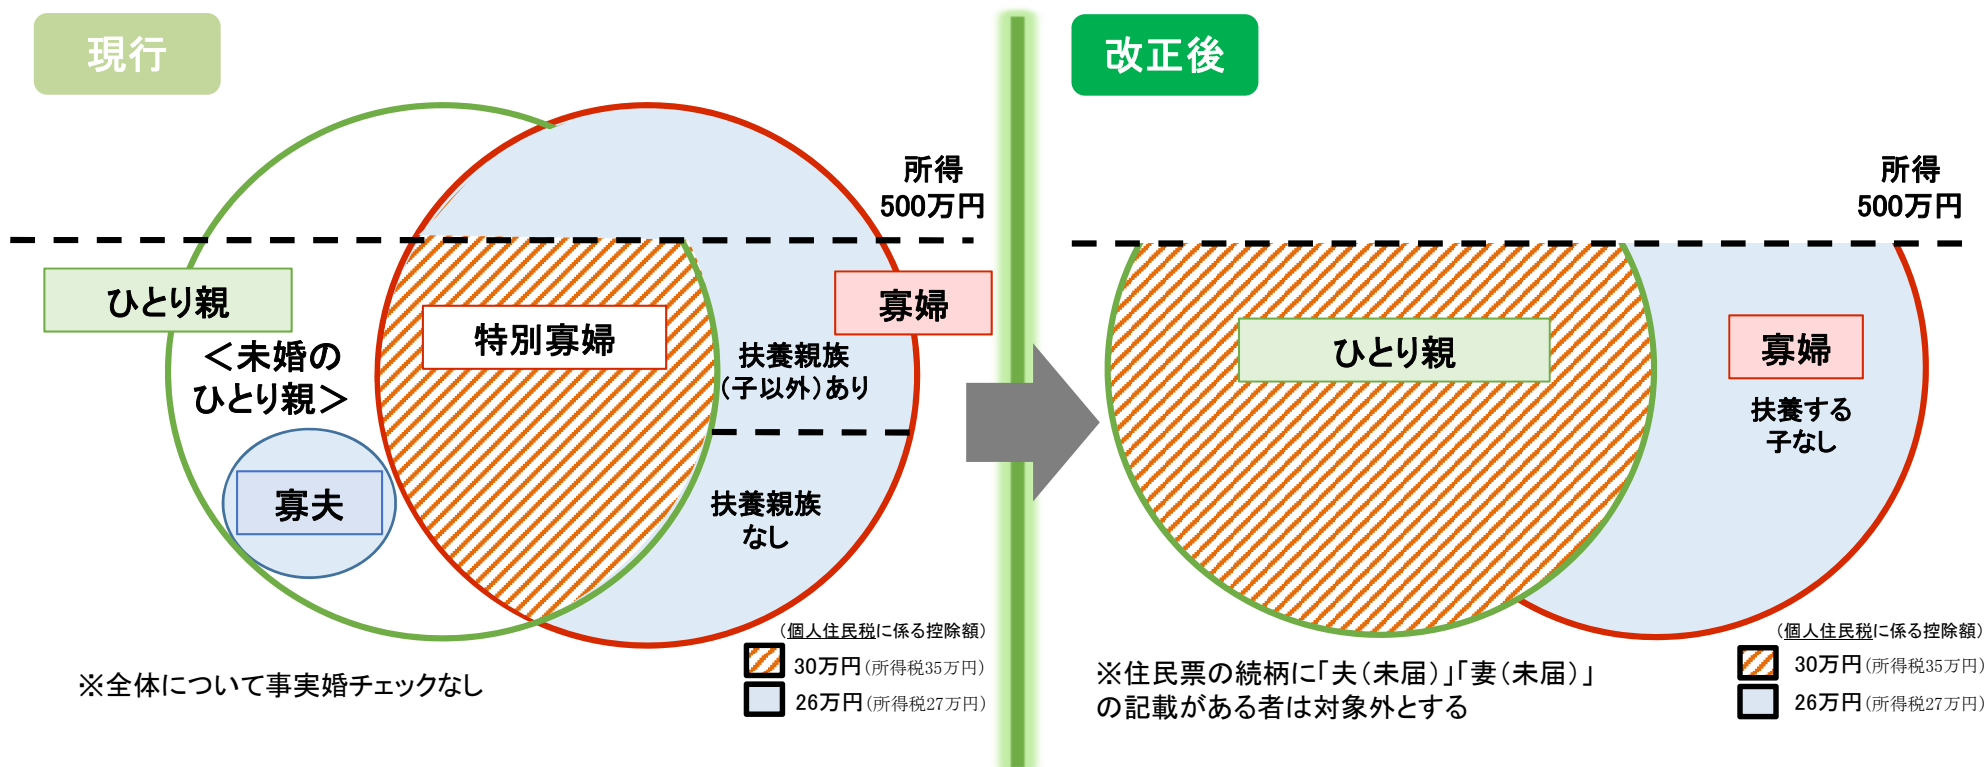 現行
所得
500万円
ひとり親
寡婦
特別寡婦
＜未婚の
ひとり親＞
扶養親族
（子以外）あり
寡夫
扶養親族
なし
（個人住民税に係る控除額）
30万円（所得税35万円）
26万円（所得税27万円）
※全体について事実婚チェックなし
改正後
所得
500万円
ひとり親
寡婦
扶養する
子なし
（個人住民税に係る控除額）
30万円（所得税35万円）
26万円（所得税27万円）
※住民票の続柄に「夫（未届）」「妻（未届）」
の記載がある者は対象外とする